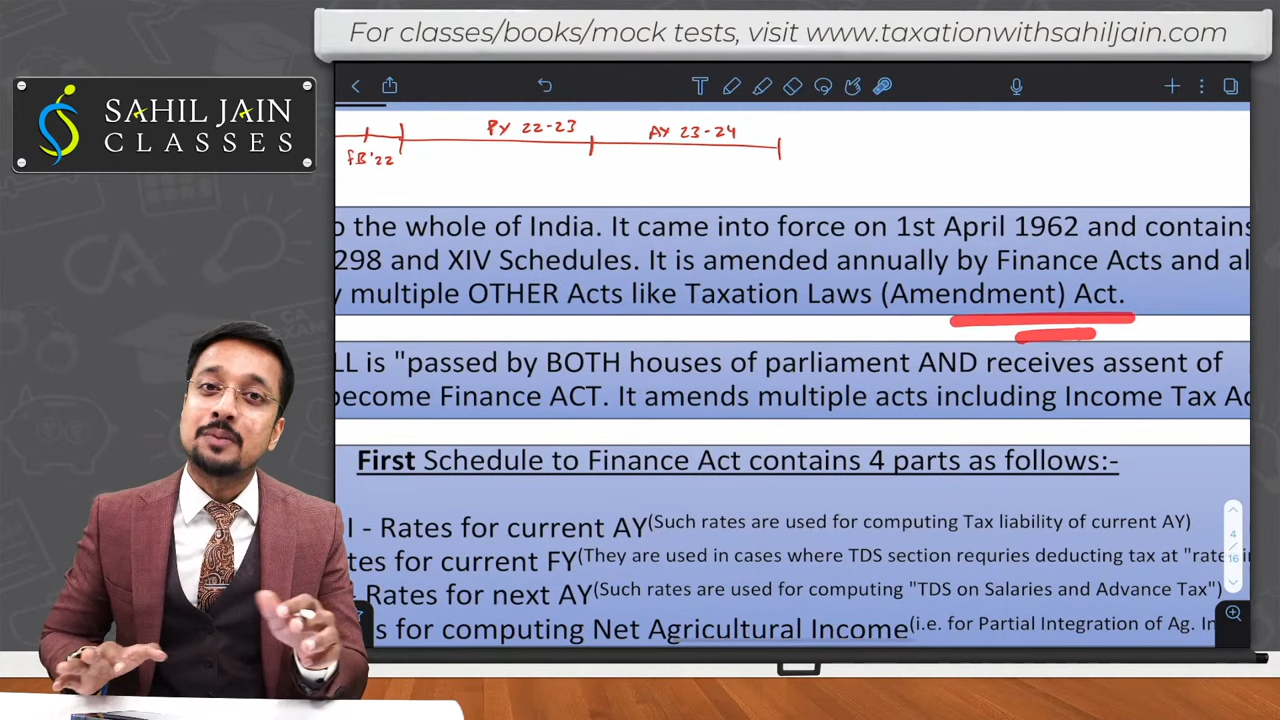 For classes/books/mock tests, visit www.taxationwithsahiljain.com
SAHIL JAIN
CLASSES
T
PY 22-23
AY 23-24
FB'22
the whole of India. It came into force on 1st April 1962 and contains
298 and XIV Schedules. It is amended annually by Finance Acts and al
multiple OTHER Acts like Taxation Laws (Amendment) Act.
LL is "passed by BOTH houses of parliament AND receives assent of
become Finance ACT. It amends multiple acts including Income Tax Ac
First Schedule to Finance Act contains 4 parts as follows:-
I - Rates for current AY(Such rates are used for computing Tax liability of current AY)
tes for current FY(They are used in cases where TDS section requries deducting tax at "rate in
- Rates for next AY(Such rates are used for computing "TDS on Salaries and Advance Tax")
s for computing Net Agricultural Income(i.e. for Partial Integration of Ag. In
4
/
16
CA